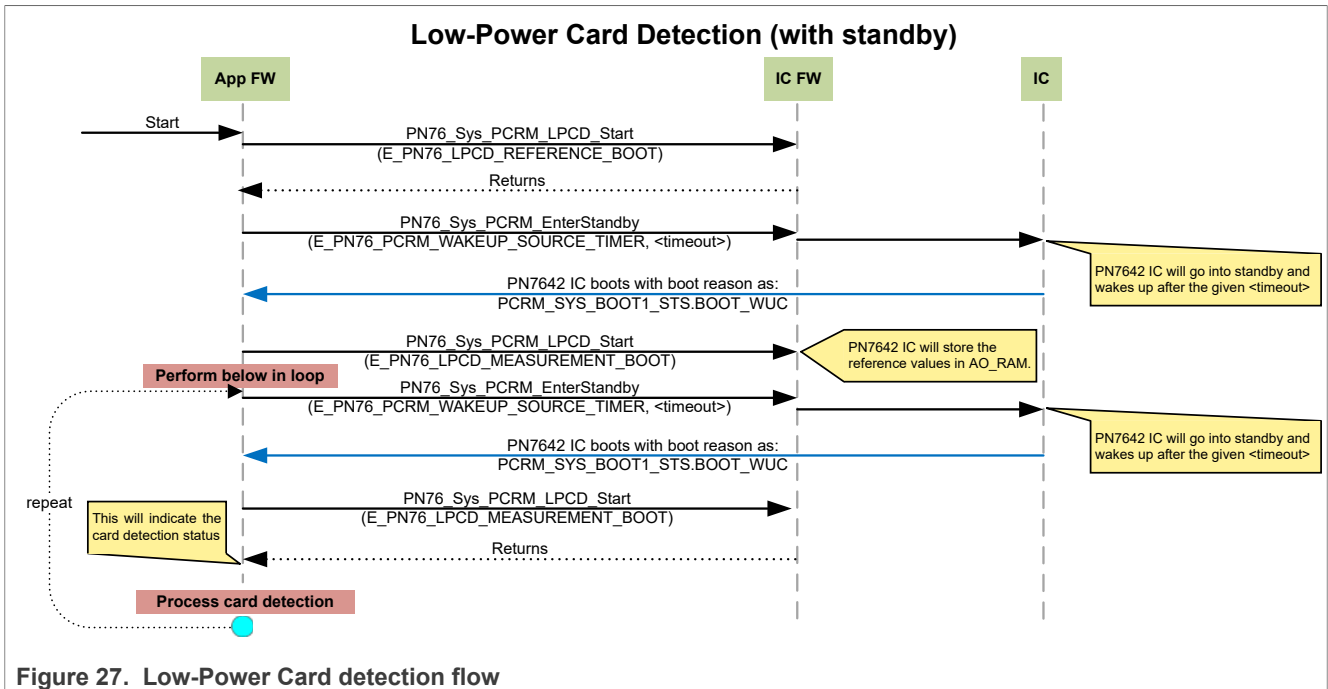 Low-Power Card Detection (with standby)
App FW
IC FW
IC
Start
PN76_Sys_PCRM_LPCD_Start
(E_PN76_LPCD_REFERENCE_BOOT)
Returns
PN76_Sys_PCRM_EnterStandby
(E_PN76_PCRM_WAKEUP_SOURCE_TIMER, <timeout>)
PN7642 IC will go into standby and
wakes up after the given <timeout>
PN7642 IC boots with boot reason as:
PCRM_SYS_BOOT1_STS.BOOT_WUC
PN76_Sys_PCRM_LPCD_Start
(E_PN76_LPCD_MEASUREMENT_BOOT)
PN7642 IC will store the
reference values in AO_RAM.
Perform below in loop
PN76_Sys_PCRM_EnterStandby
(E_PN76_PCRM_WAKEUP_SOURCE_TIMER, <timeout>)
PN7642 IC will go into standby and
wakes up after the given <timeout>
PN7642 IC boots with boot reason as:
PCRM_SYS_BOOT1_STS.BOOT_WUC
repeat
PN76_Sys_PCRM_LPCD_Start
(E_PN76_LPCD_MEASUREMENT_BOOT)
This will indicate the
card detection status
Returns
Process card detection
Figure 27. Low-Power Card detection flow